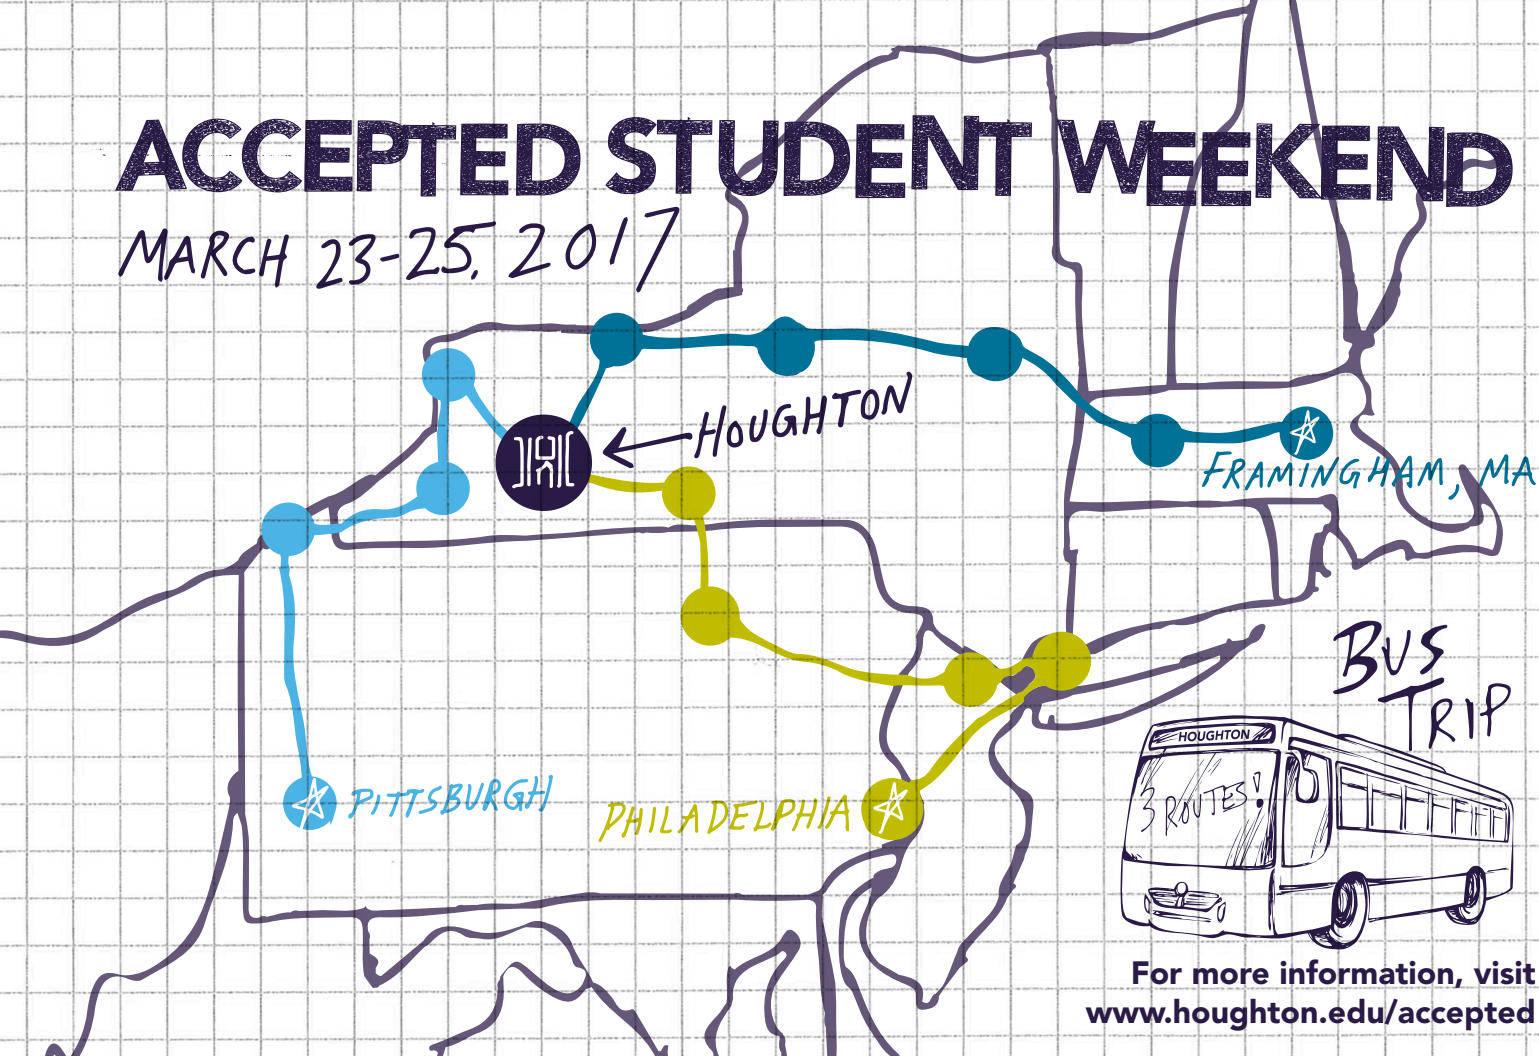 ACCEPTED STUDENT WEEKEND
MARCH 23-25, 2017
HOUGHTON
FRAMINGHAM, MA
PITTSBURGH
PHILADELPHIA
BUS
TRIP
HOUGHTON
3 ROUTES!
For more information, visit
www.houghton.edu/accepted